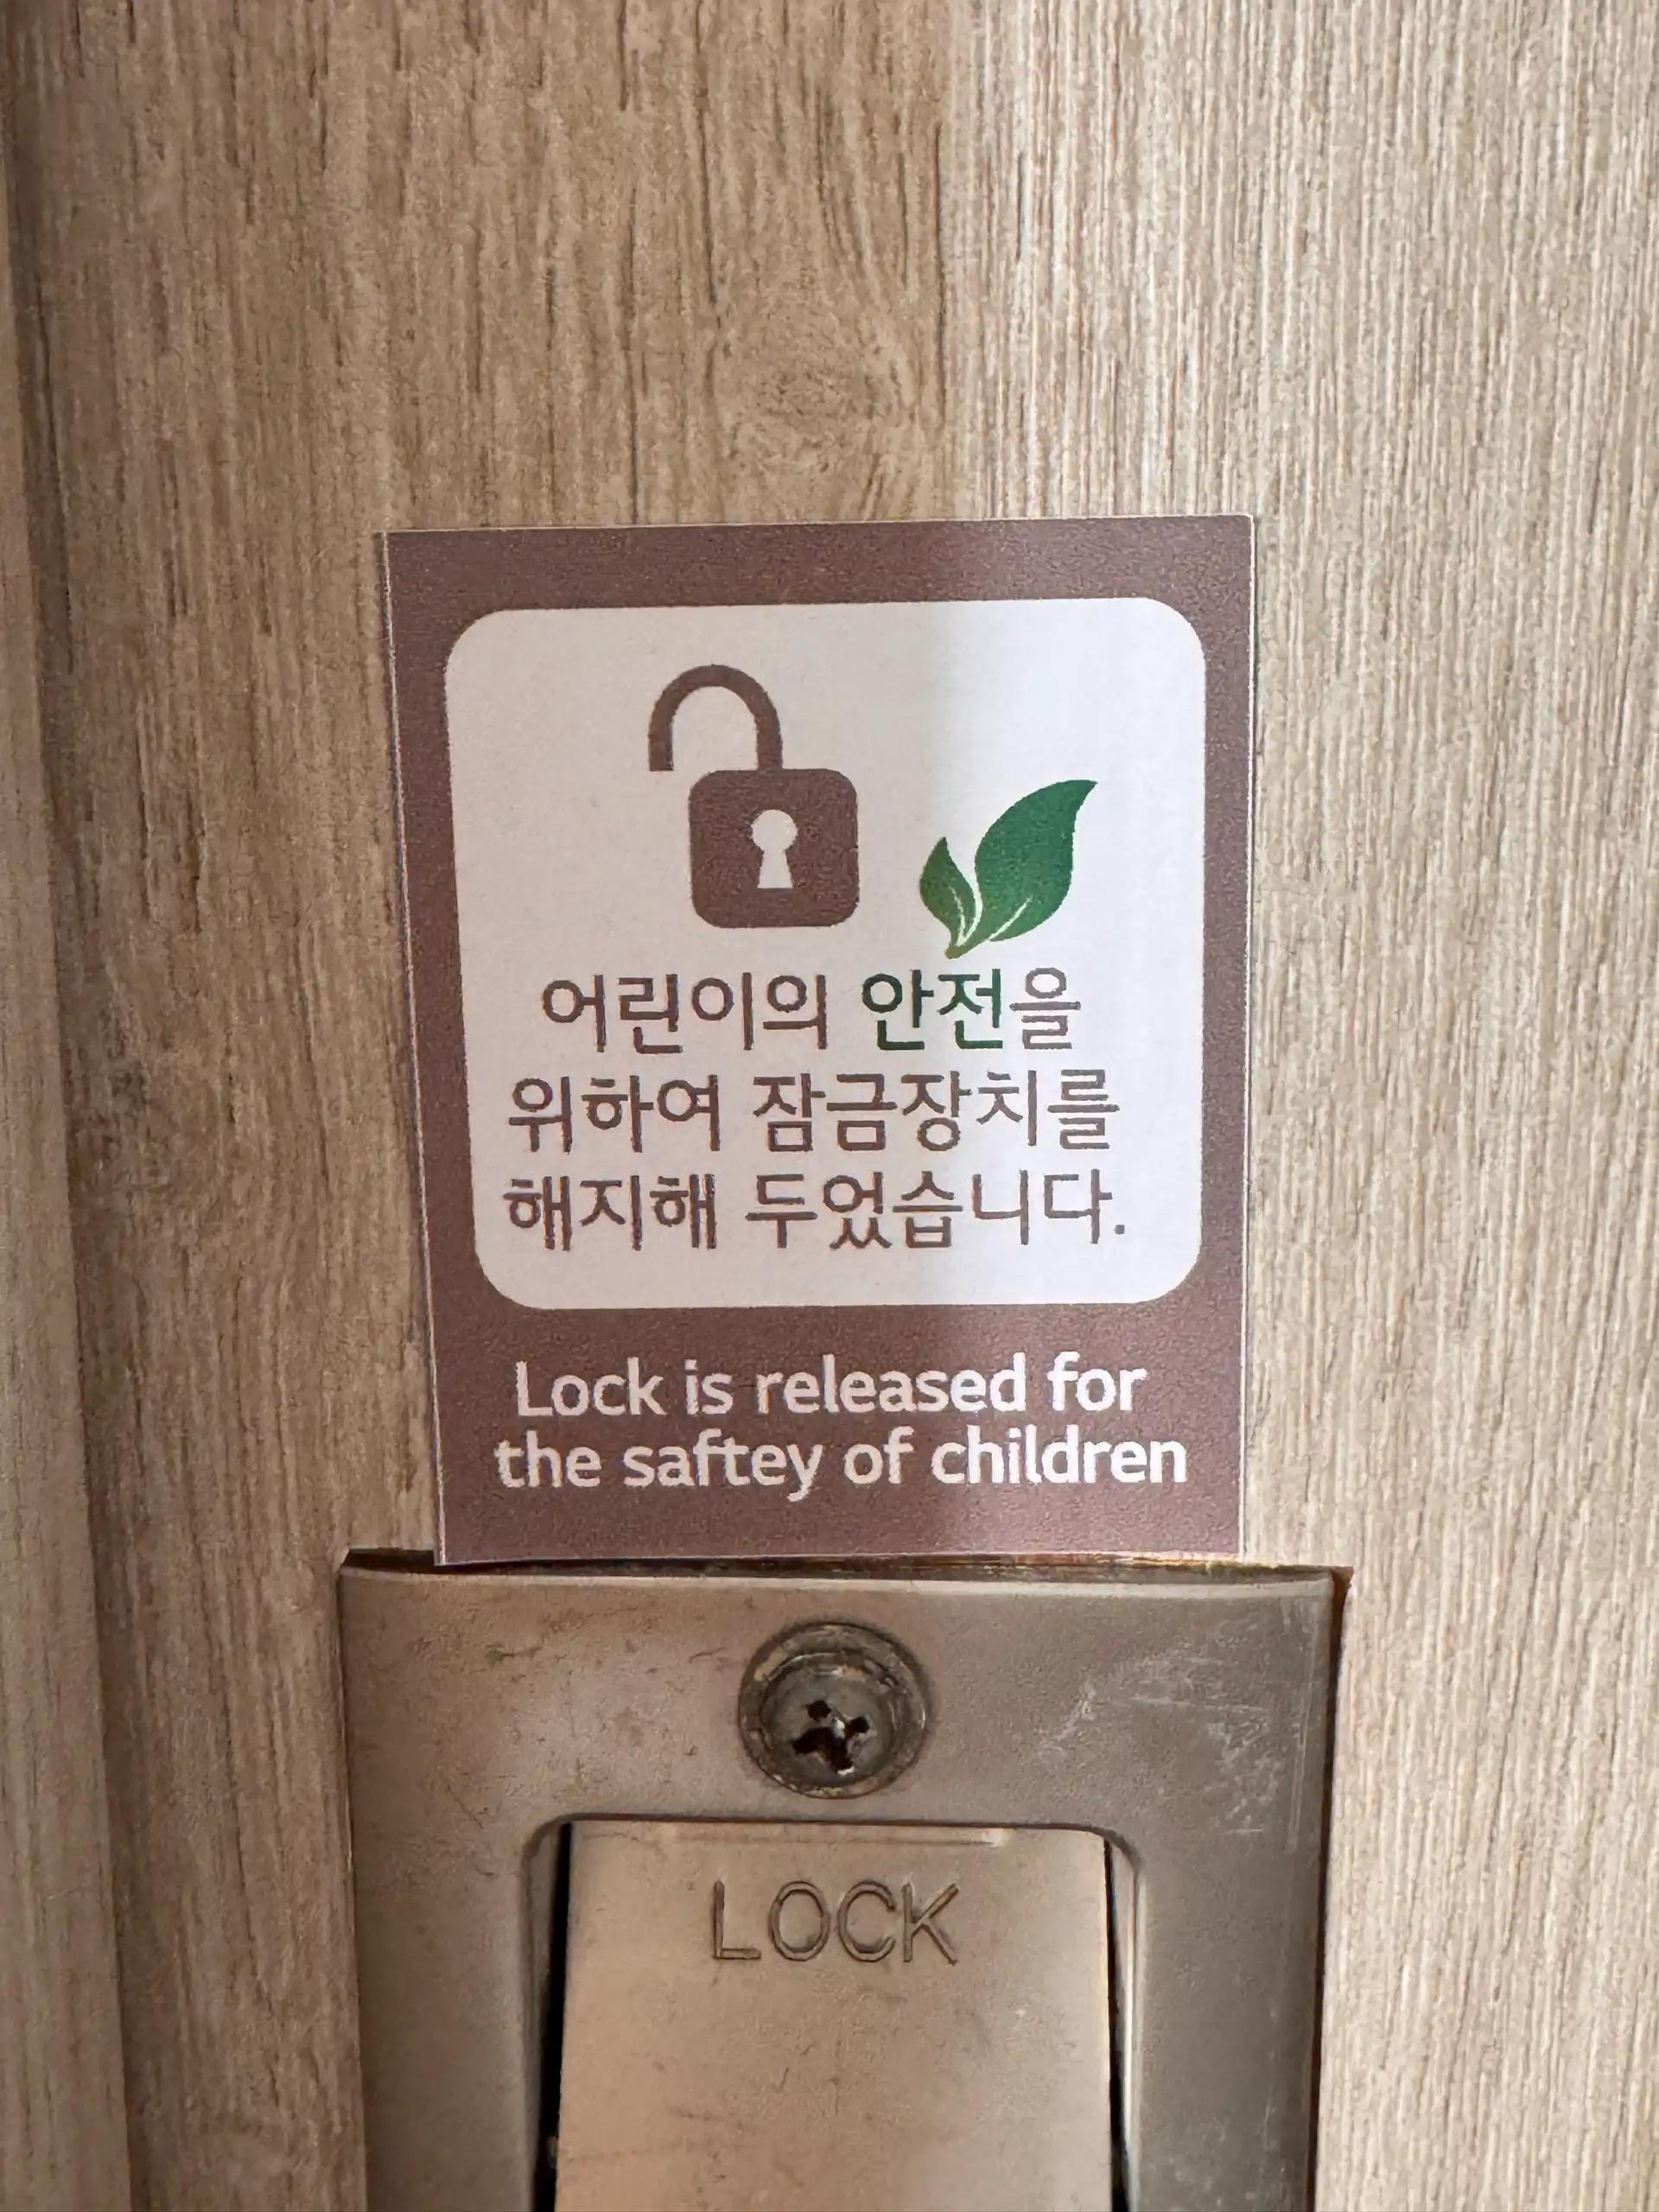 어린이의 안전을
위하여 잠금장치를
해지해 두었습니다.
Lock is released for
the saftey of children
LOCK